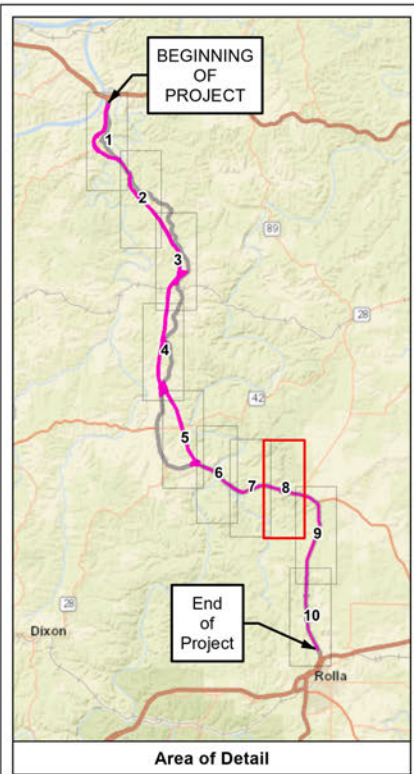 BEGINNING
OF
PROJECT
1
2
89
3
28
4
42
5
6
7
8
9
10
End
of
Project
28
Dixon
Rolla
Area of Detail